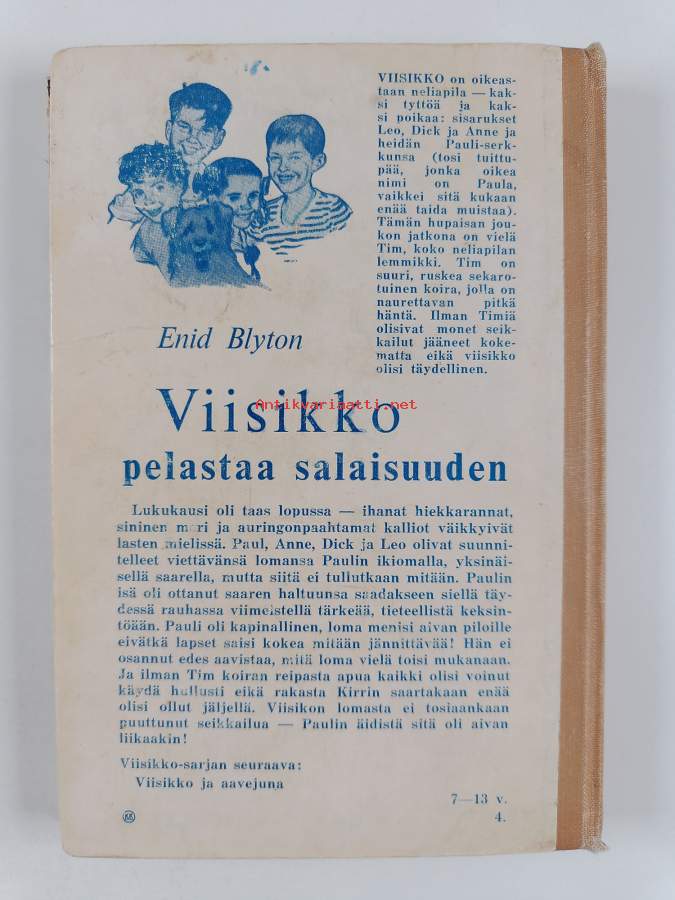 VIISIKKO on oikeas-
taan neliapila — kak-
si tyttöä ja kak-
si poikaa: sisarukset
Leo, Dick ja Anne ja
heidän Pauli-serk-
kunsa (tosi tuittu-
pää, jonka oikea
nimi on Paula,
vaikkei sitä kukaan
enää taida muistaa).
Tämän hupaisan jou-
kon jatkona on vielä
Tim, koko neliapilan
lemmikki. Tim on
suuri, ruskea sekaro-
tuinen koira, jolla on
naurettavan pitkä
häntä. Ilman Timiä
olisivat monet seik-
kailut jääneet koke-
matta eikä viisikko
olisi täydellinen.
Enid Blyton
Antikvariaatti.net
Viisikko
pelastaa salaisuuden
Lukukausi oli taas lopussa — ihanat hiekkarannat,
sininen meri ja auringonpaahtamat kalliot väikkyivät
lasten mielissä. Paul, Anne, Dick ja Leo olivat suunni-
telleet viettävänsä lomansa Paulin ikiomalla, yksinäi-
sellä saarella, mutta siitä ei tullutkaan mitään. Paulin
isä oli ottanut saaren haltuunsa saadakseen siellä täy-
dessä rauhassa viimeistellä tärkeää, tieteellistä keksin-
töään. Pauli oli kapinallinen, loma menisi aivan piloille
eivätkä lapset saisi kokea mitään jännittävää! Hän ei
osannut edes aavistaa, mitä loma vielä toisi mukanaan.
Ja ilman Tim koiran reipasta apua kaikki olisi voinut
käydä hullusti eikä rakasta Kirrin saartakaan enää
olisi ollut jäljellä. Viisikon lomasta ei tosiaankaan
puuttunut seikkailua — Paulin äidistä sitä oli aivan
liikaakin!
Viisikko-sarjan seuraava:
Viisikko ja aavejuna
7—13 v.
4.